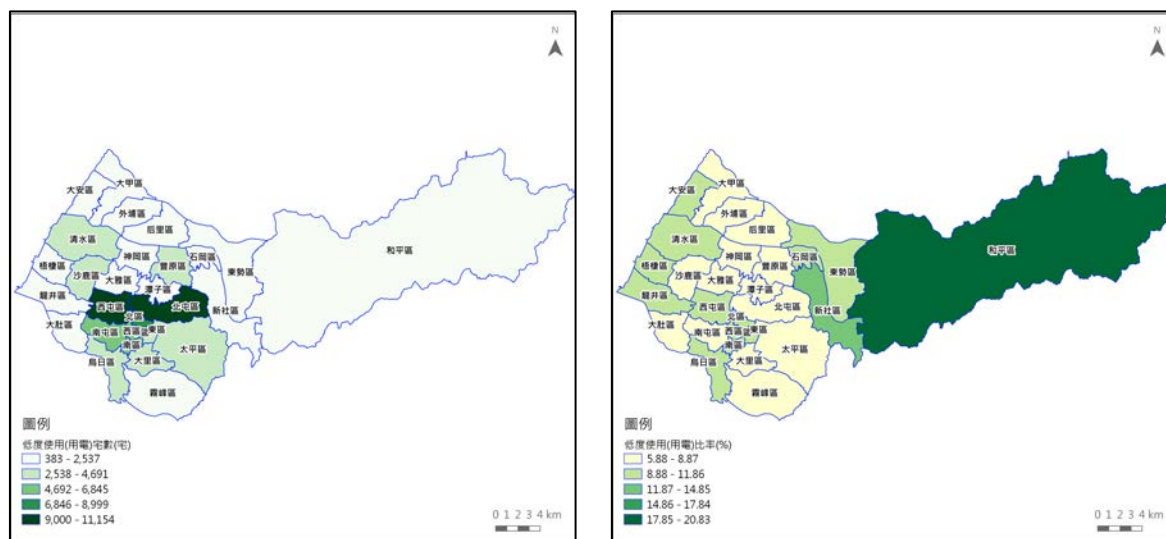 N
大安區
大甲區
外埔區
后里區
清水區
神岡區
豐原區
石岡區
東勢區
和平區
梧棲區
沙鹿區
大雅區
潭子區
龍井區
西屯區
北屯區
北區
新社區
大肚區
南屯區
西區
東區
南區
烏日區
大里區
太平區
霧峰區
圖例
低度使用(用電)宅數(宅)
383 - 2,537
2,538 - 4,691
4,692 - 6,845
6,846 - 8,999
9,000 - 11,154
0 1 2 3 4 km
N
大安區
大甲區
外埔區
后里區
清水區
神岡區
豐原區
石岡區
東勢區
和平區
梧棲區
沙鹿區
大雅區
潭子區
龍井區
西屯區
北屯區
北區
新社區
大肚區
南屯區
西區
東區
南區
烏日區
大里區
太平區
霧峰區
圖例
低度使用(用電)比率(%)
5.88 - 8.87
8.88 - 11.86
11.87 - 14.85
14.86 - 17.84
17.85 - 20.83
0 1 2 3 4 km